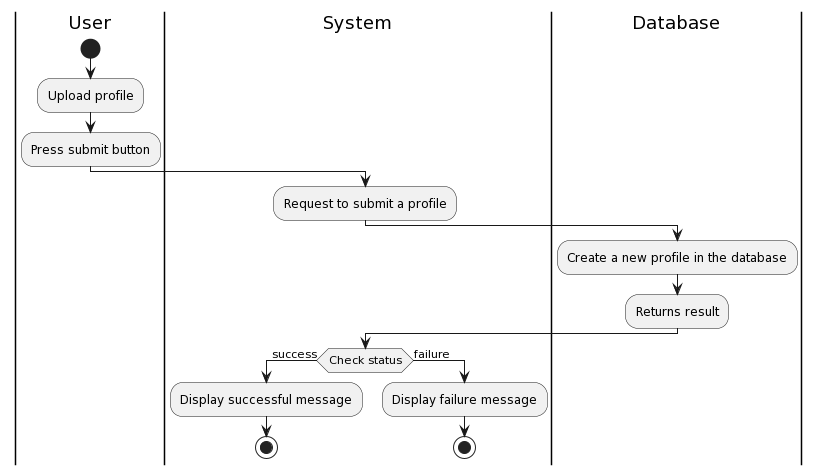 User
System
Database
Upload profile
Press submit button
Request to submit a profile
Create a new profile in the database
Returns result
success
Check status
failure
Display successful message
Display failure message